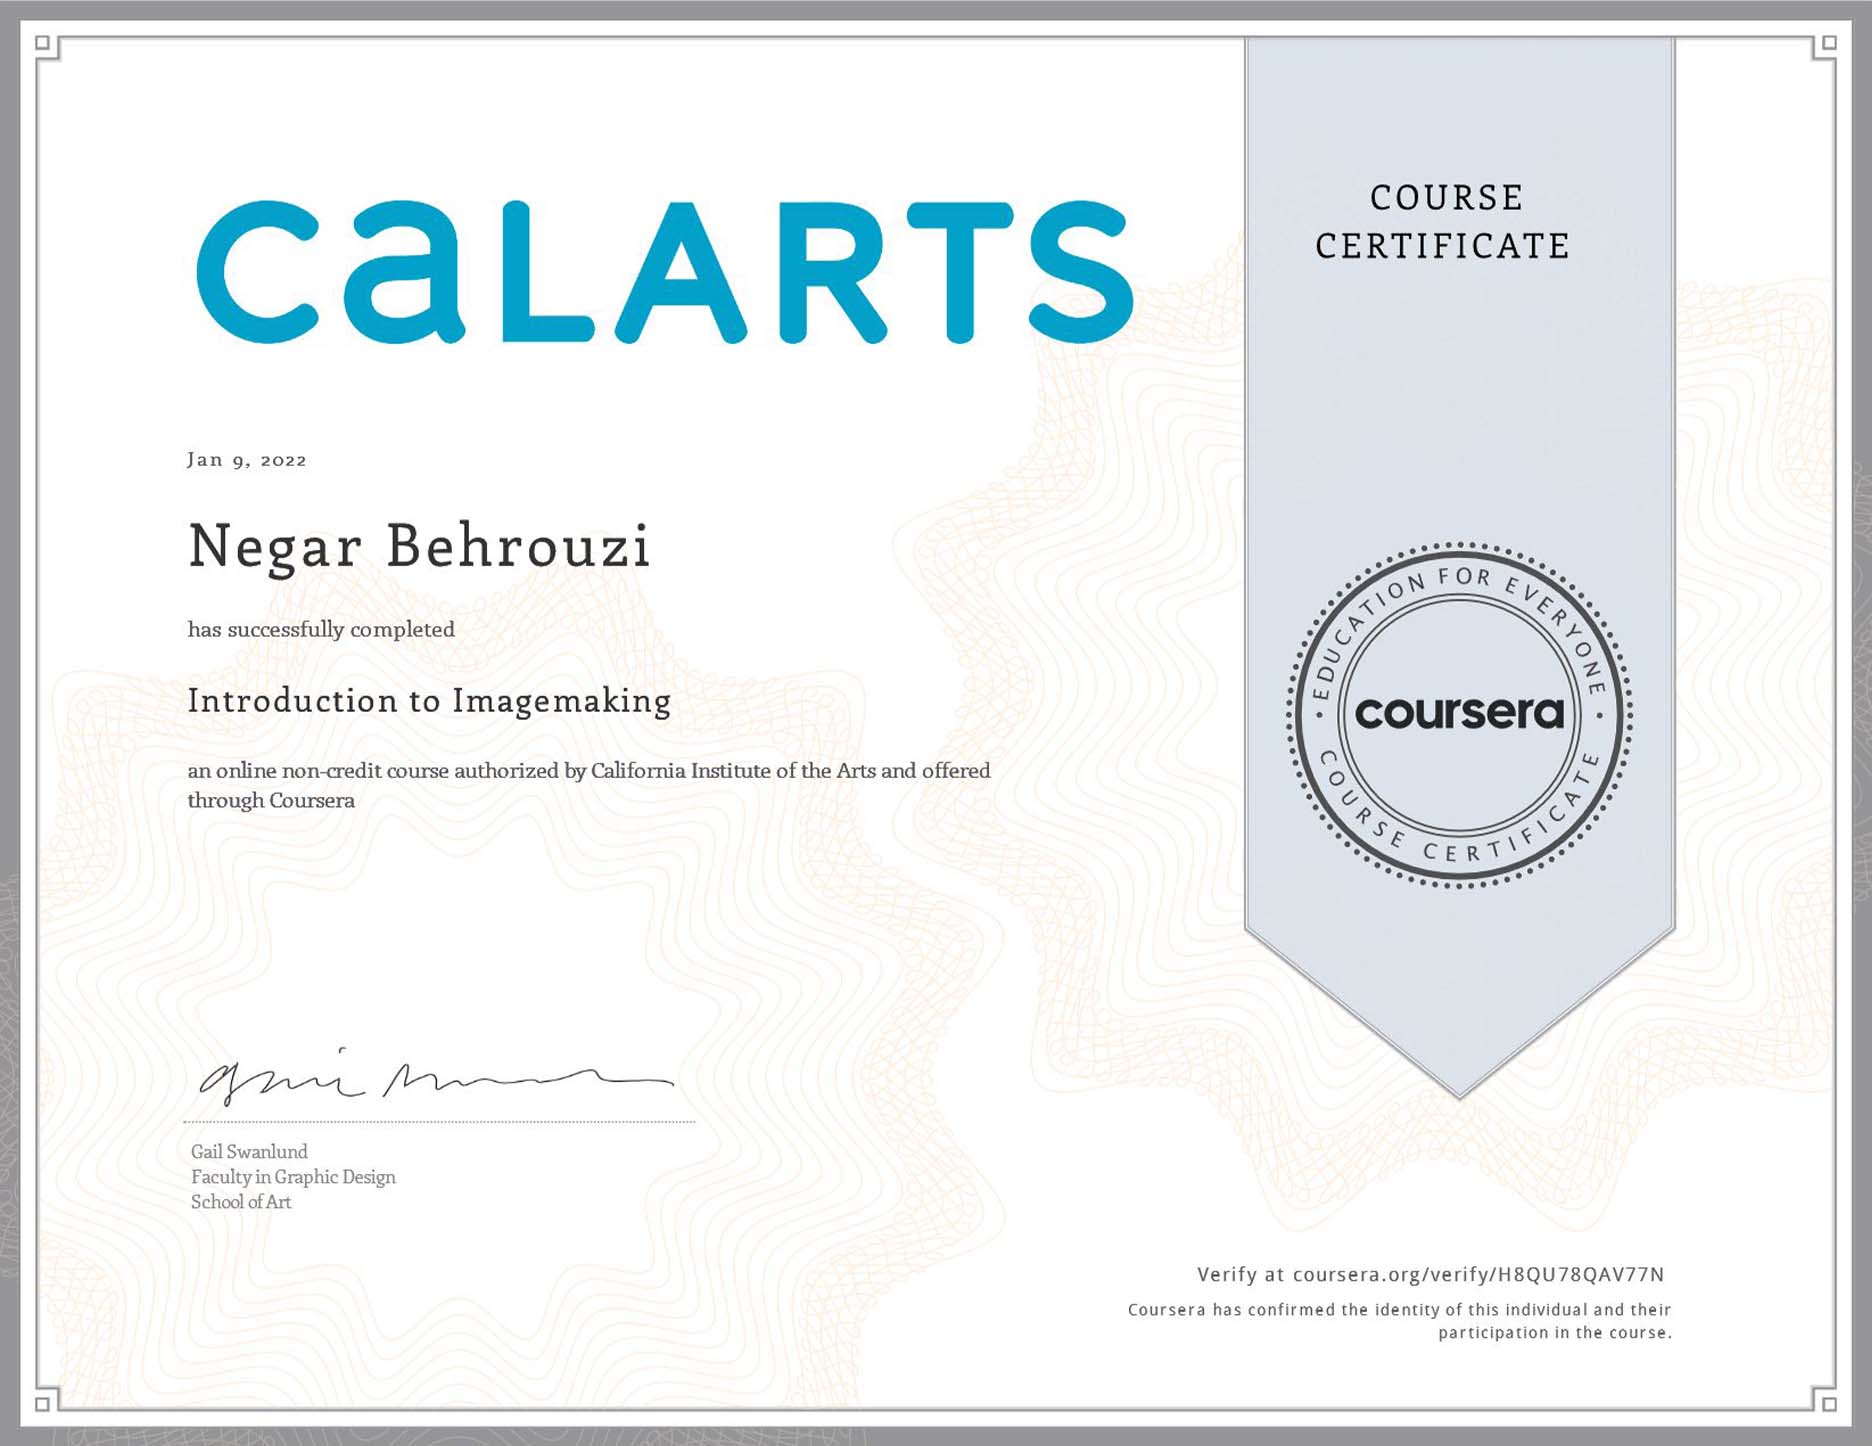 CALARTS
COURSE
CERTIFICATE
Jan 9, 2022
Negar Behrouzi
has successfully completed
Introduction to Imagemaking
an online non-credit course authorized by California Institute of the Arts and offered
through Coursera
EDUCATION FOR EVERYONE
coursera
COURSE CERTIFICATE
Gail Swanlund
Faculty in Graphic Design
School of Art
Verify at coursera.org/verify/H8QU78QAV77N
Coursera has confirmed the identity of this individual and their
participation in the course.